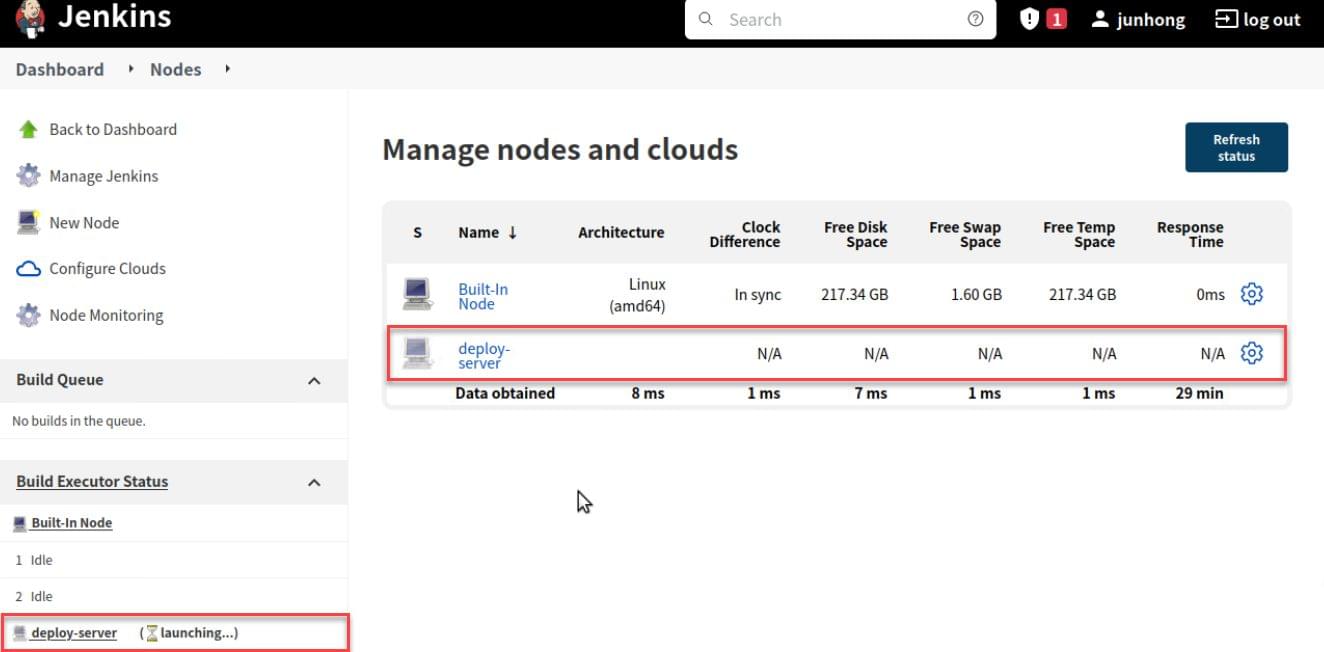 Jenkins
Search
1
junhong
log out
Dashboard
Nodes
Back to Dashboard
Manage Jenkins
New Node
Configure Clouds
Node Monitoring
Build Queue
No builds in the queue.
Build Executor Status
Built-In Node
1 Idle
2 Idle
deploy-server (launching...)
Manage nodes and clouds
Refresh
status
S Name ↓ Architecture Clock Difference Free Disk Space Free Swap Space Free Temp Space Response Time
Built-In Node Linux (amd64) In sync 217.34 GB 1.60 GB 217.34 GB 0ms
deploy-server N/A N/A N/A N/A N/A
Data obtained 8 ms 1 ms 7 ms 1 ms 1 ms 29 min